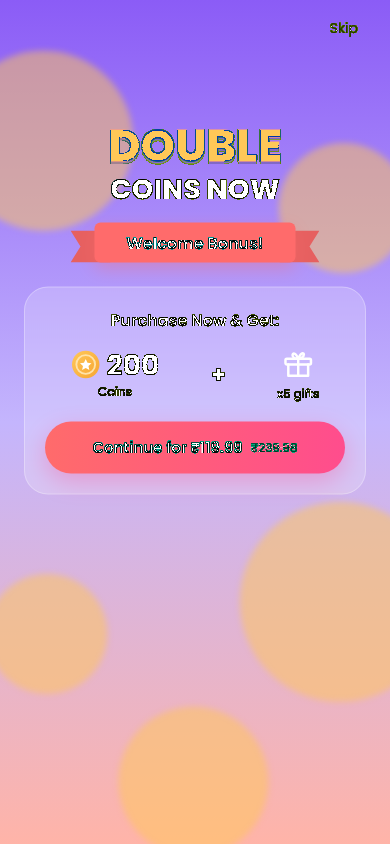 Skip
DOUBLE
COINS NOW
Welcome Bonus!
Purchase Now & Get:
200
Coins
+
x5 gifts
Continue for ₹119.99 ₹239.98